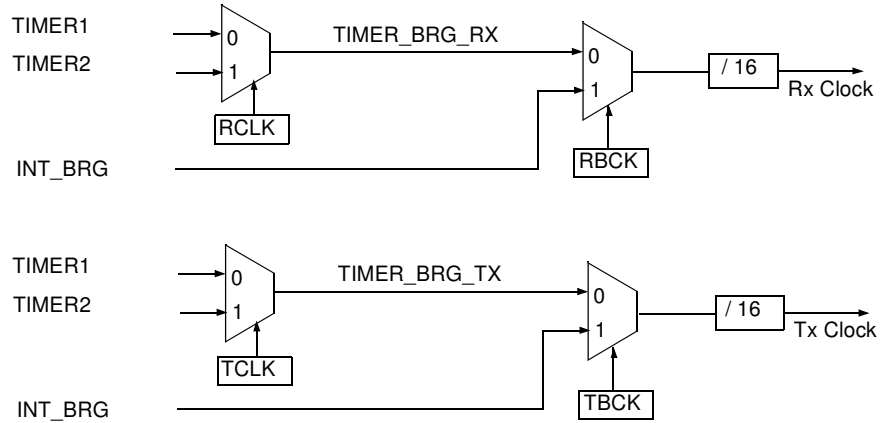 TIMER1
0
TIMER_BRG_RX
0
/ 16
TIMER2
1
1
Rx Clock
RCLK
RBCK
INT_BRG
TIMER1
0
TIMER_BRG_TX
0
/ 16
TIMER2
1
1
Tx Clock
TCLK
TBCK
INT_BRG